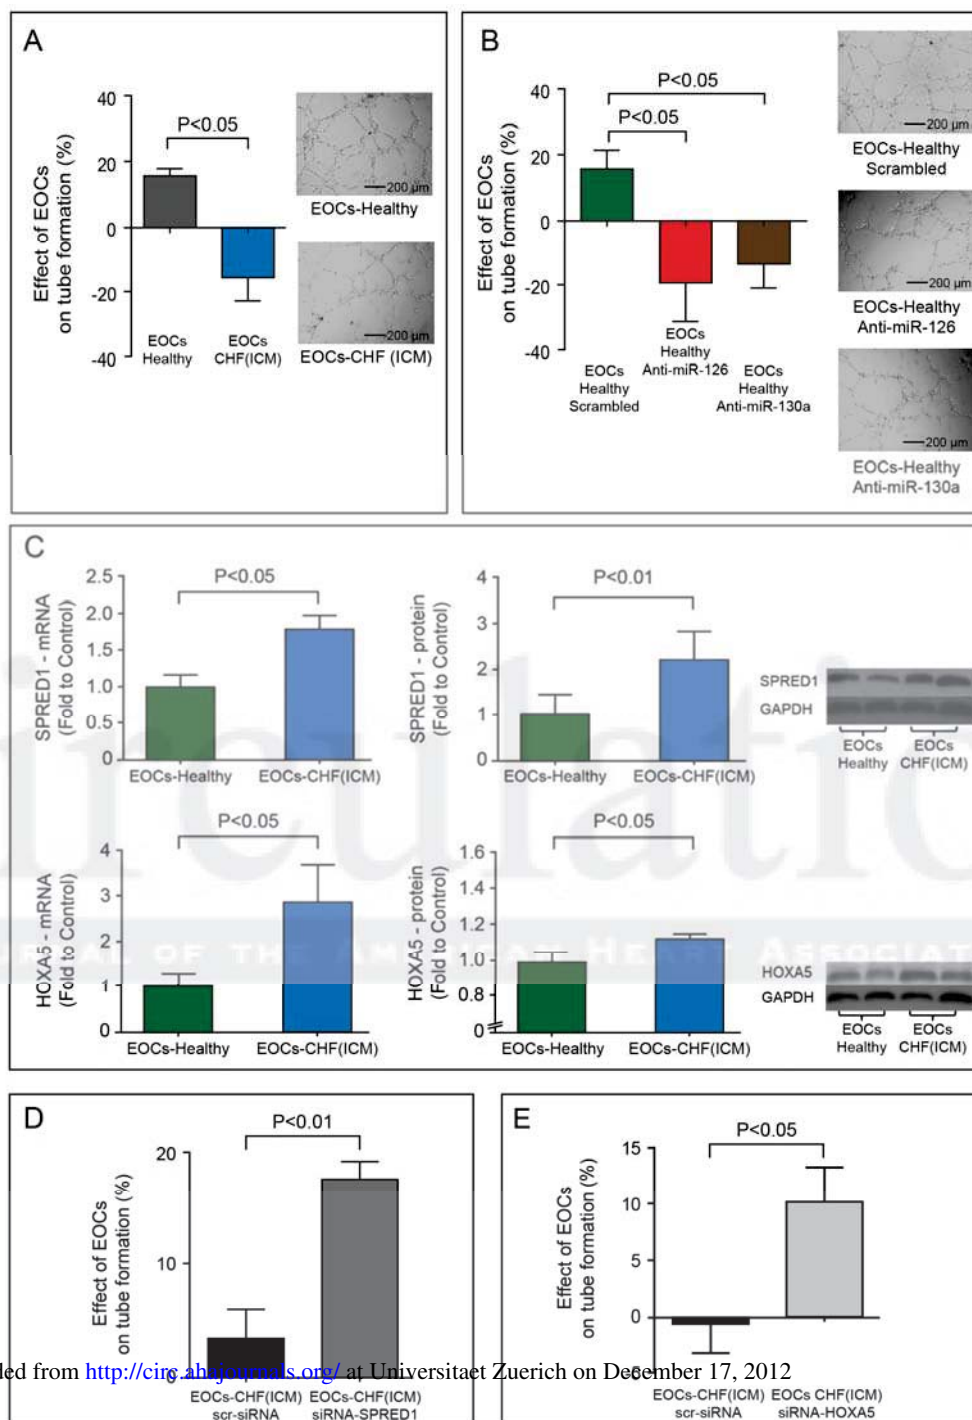 A
Effect of EOCs
on tube formation (%)
40
20
0
-20
-40
P<0.05
EOCs
Healthy
EOCs
CHF(ICM)
200 µm
EOCs-Healthy
200 µm
EOCs-CHF (ICM)
B
Effect of EOCs
on tube formation (%)
40
20
0
-20
-40
P<0.05
P<0.05
EOCs
Healthy
Scrambled
EOCs
Healthy
Anti-miR-126
EOCs
Healthy
Anti-miR-130a
200 µm
EOCs-Healthy
Scrambled
200 µm
EOCs-Healthy
Anti-miR-126
200 µm
EOCs-Healthy
Anti-miR-130a
C
SPRED1 - mRNA
(Fold to Control)
2.5
2.0
1.5
1.0
0.5
0
P<0.05
EOCs-Healthy
EOCs-CHF(ICM)
SPRED1 - protein
(Fold to Control)
4
3
2
1
0
P<0.01
EOCs-Healthy
EOCs-CHF(ICM)
SPRED1
GAPDH
EOCs
Healthy
EOCs
CHF(ICM)
HOXA5 - mRNA
(Fold to Control)
4
3
2
1
0
P<0.05
EOCs-Healthy
EOCs-CHF(ICM)
HOXA5 - protein
(Fold to Control)
1.6
1.4
1.2
1.0
0.8
0
P<0.05
EOCs-Healthy
EOCs-CHF(ICM)
HOXA5
GAPDH
EOCs
Healthy
EOCs
CHF(ICM)
OURNAL OF THE AMERICAN HEART ASSOCIAT
D
Effect of EOCs
on tube formation (%)
20
10
0
P<0.01
EOCs-CHF(ICM)
scr-siRNA
EOCs-CHF(ICM)
siRNA-SPRED1
E
Effect of EOCs
on tube formation (%)
15
10
5
0
-5
P<0.05
EOCs-CHF(ICM)
scr-siRNA
EOCs CHF(ICM)
siRNA-HOXA5
ded from http://circ.ahajournals.org/ at Universitaet Zuerich on December 17, 2012